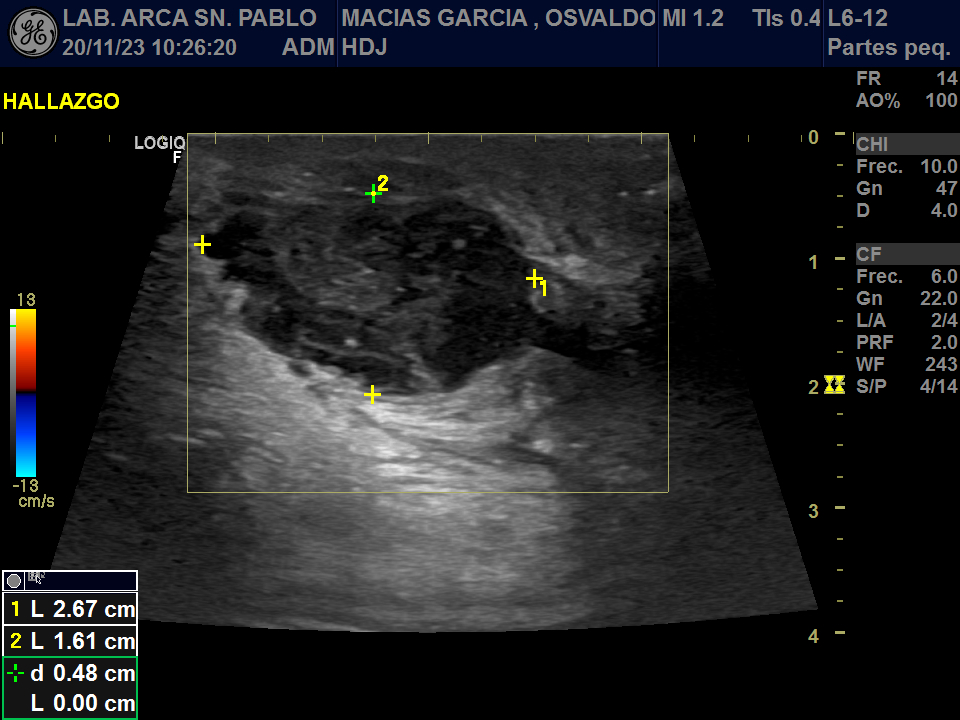 LAB. ARCA SN. PABLO MACIAS GARCIA , OSVALDO MI 1.2 TIs 0.4 L6-12
20/11/23 10:26:20 ADM HDJ Partes peq.
FR 14
HALLAZGO
AO% 100
0
LOGIQ
F
CHI
Frec. 10.0
Gn 47
D 4.0
2
1
CF
1
Frec. 6.0
Gn 22.0
13
L/A 2/4
PRF 2.0
WF 243
2
S/P 4/14
-13
cm/s
3
1 L 2.67 cm
2 L 1.61 cm
4
d 0.48 cm
L 0.00 cm